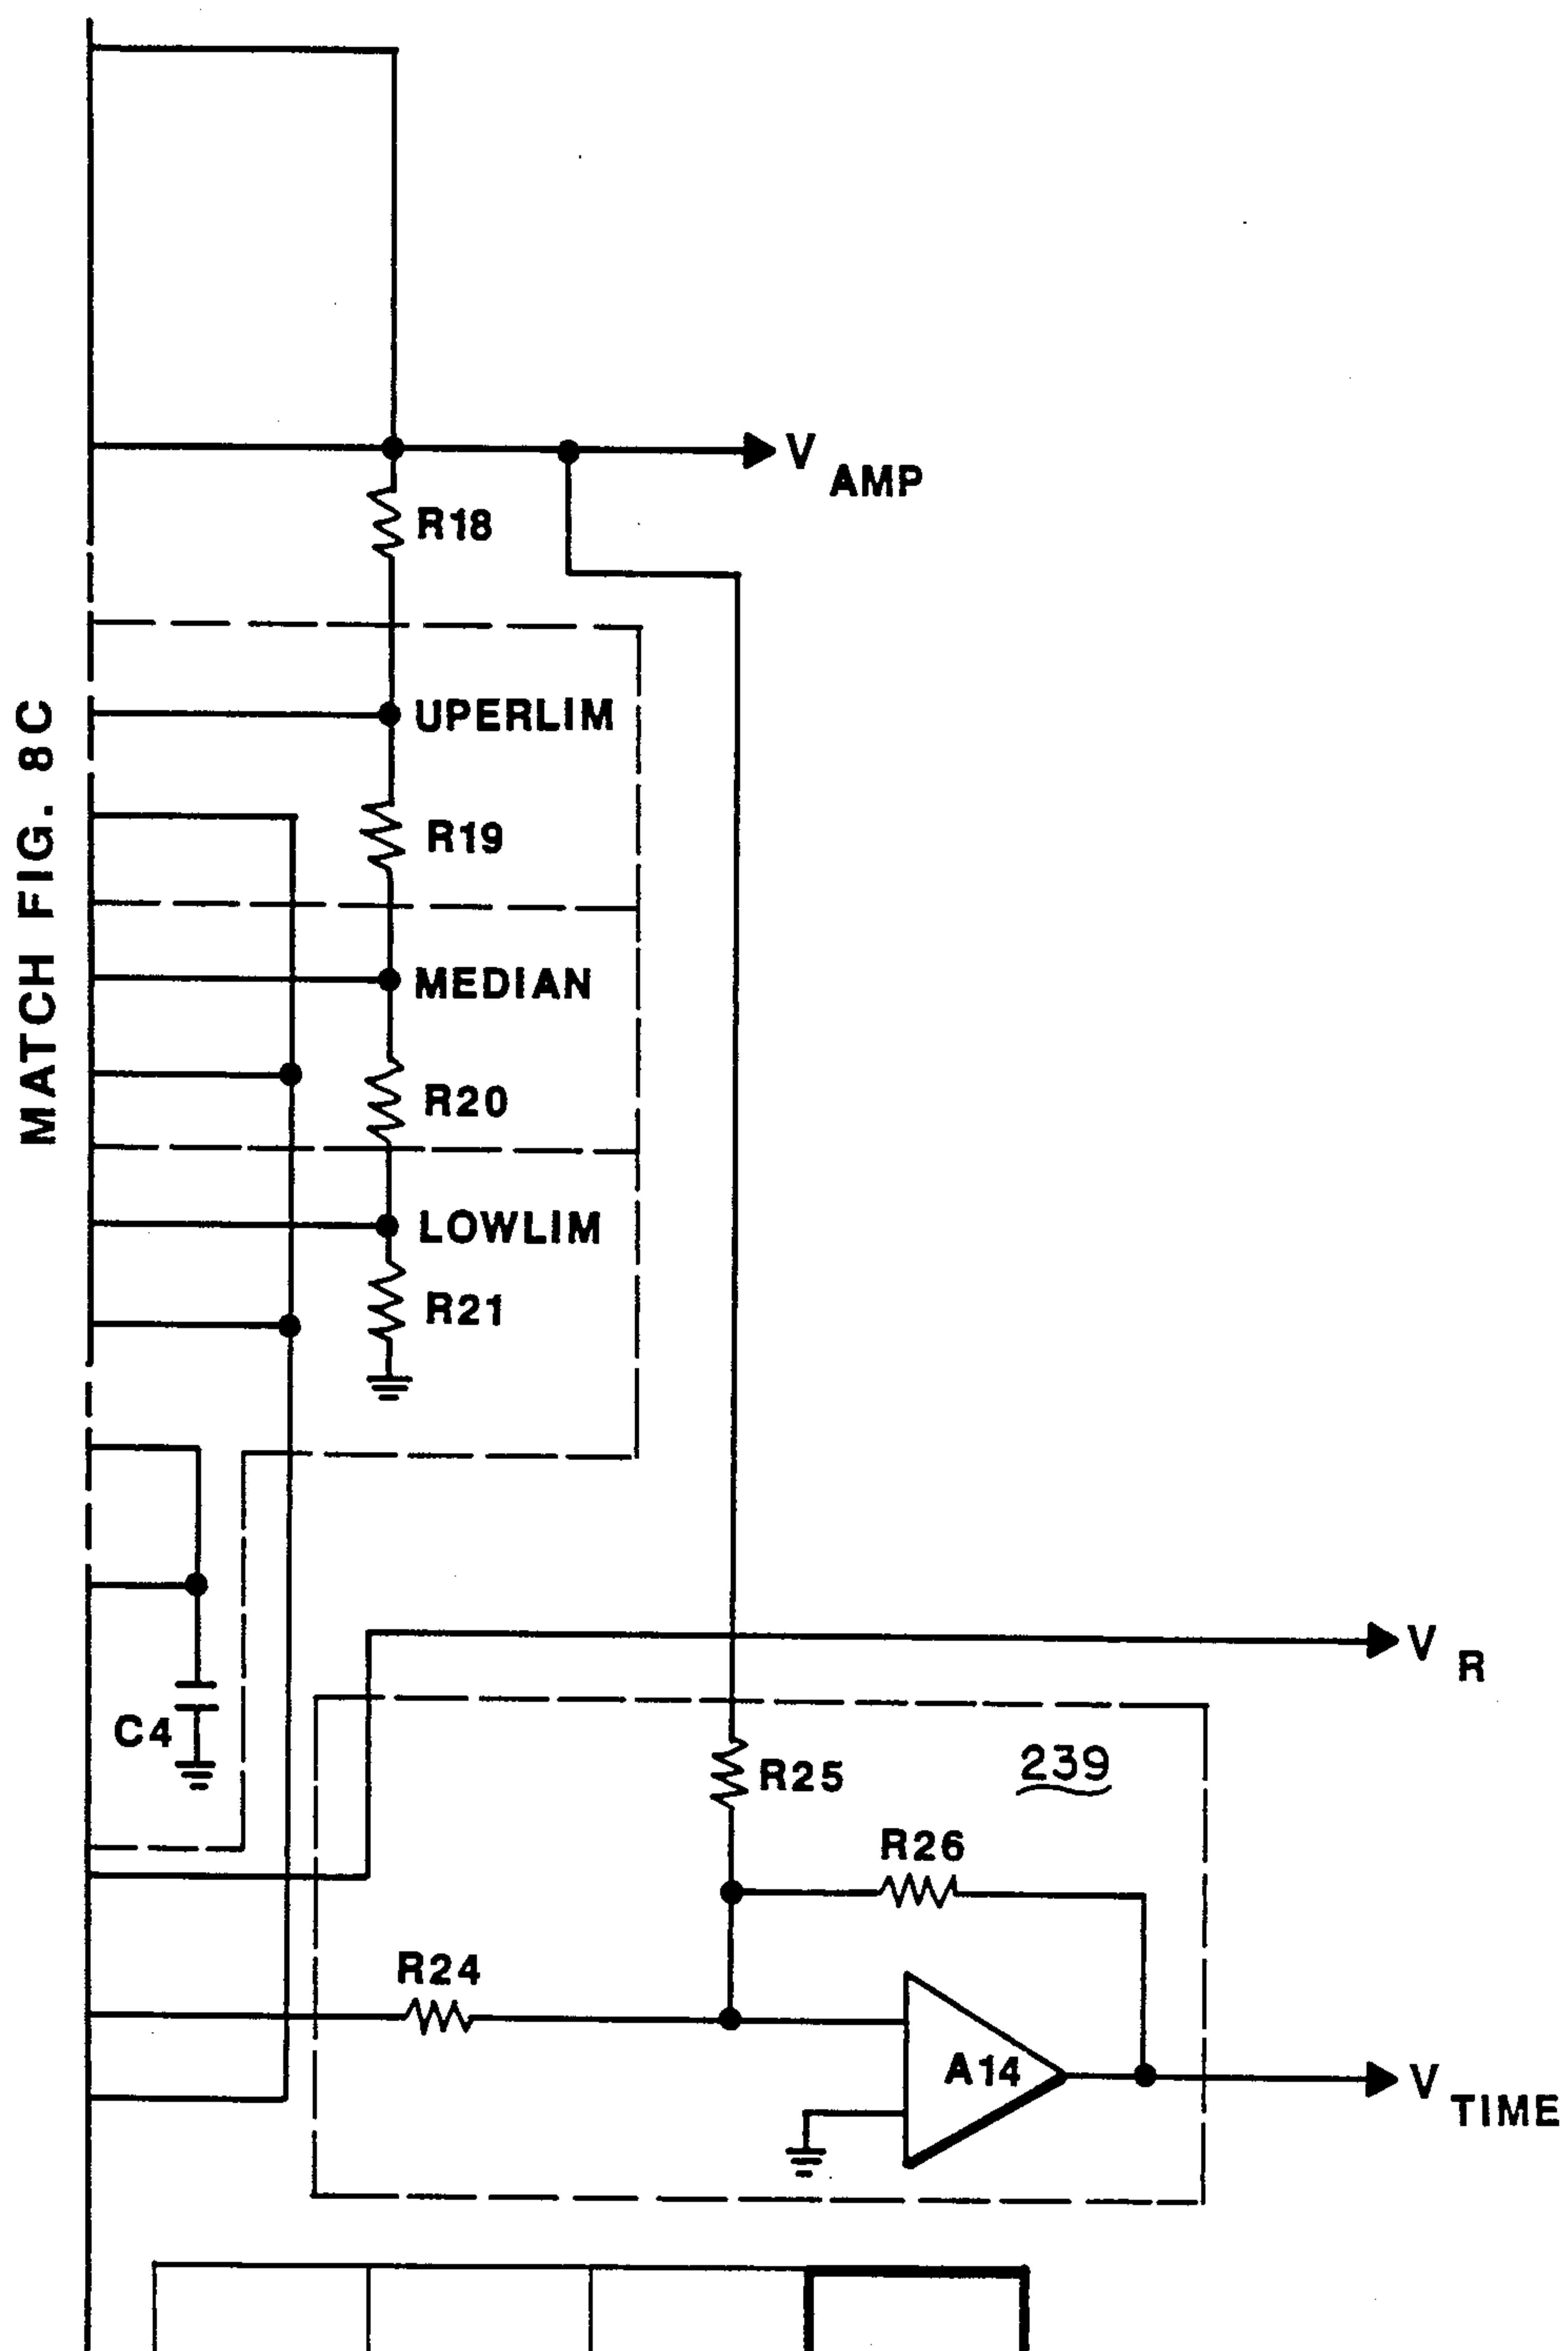 V AMP
R18
MATCH FIG. 8C
UPERLIM
R19
MEDIAN
R20
LOWLIM
R21
V R
C4
R25
239
R26
R24
A14
V TIME